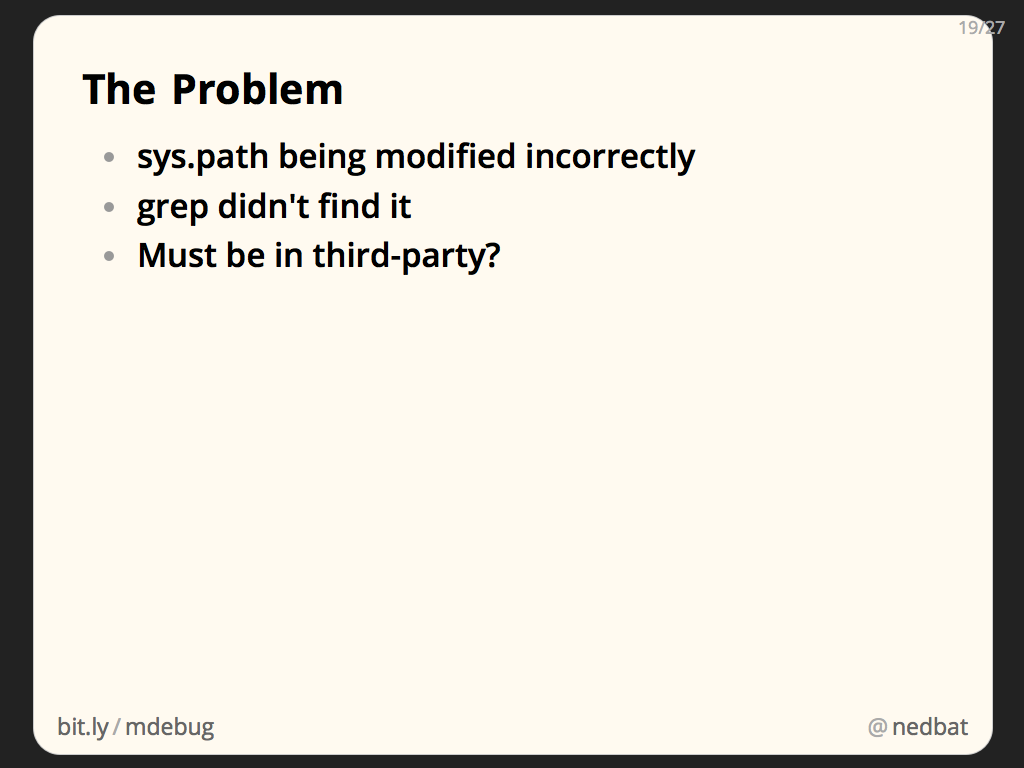 19/27
The Problem
sys.path being modified incorrectly
grep didn't find it
Must be in third-party?
bit.ly/mdebug
@nedbat